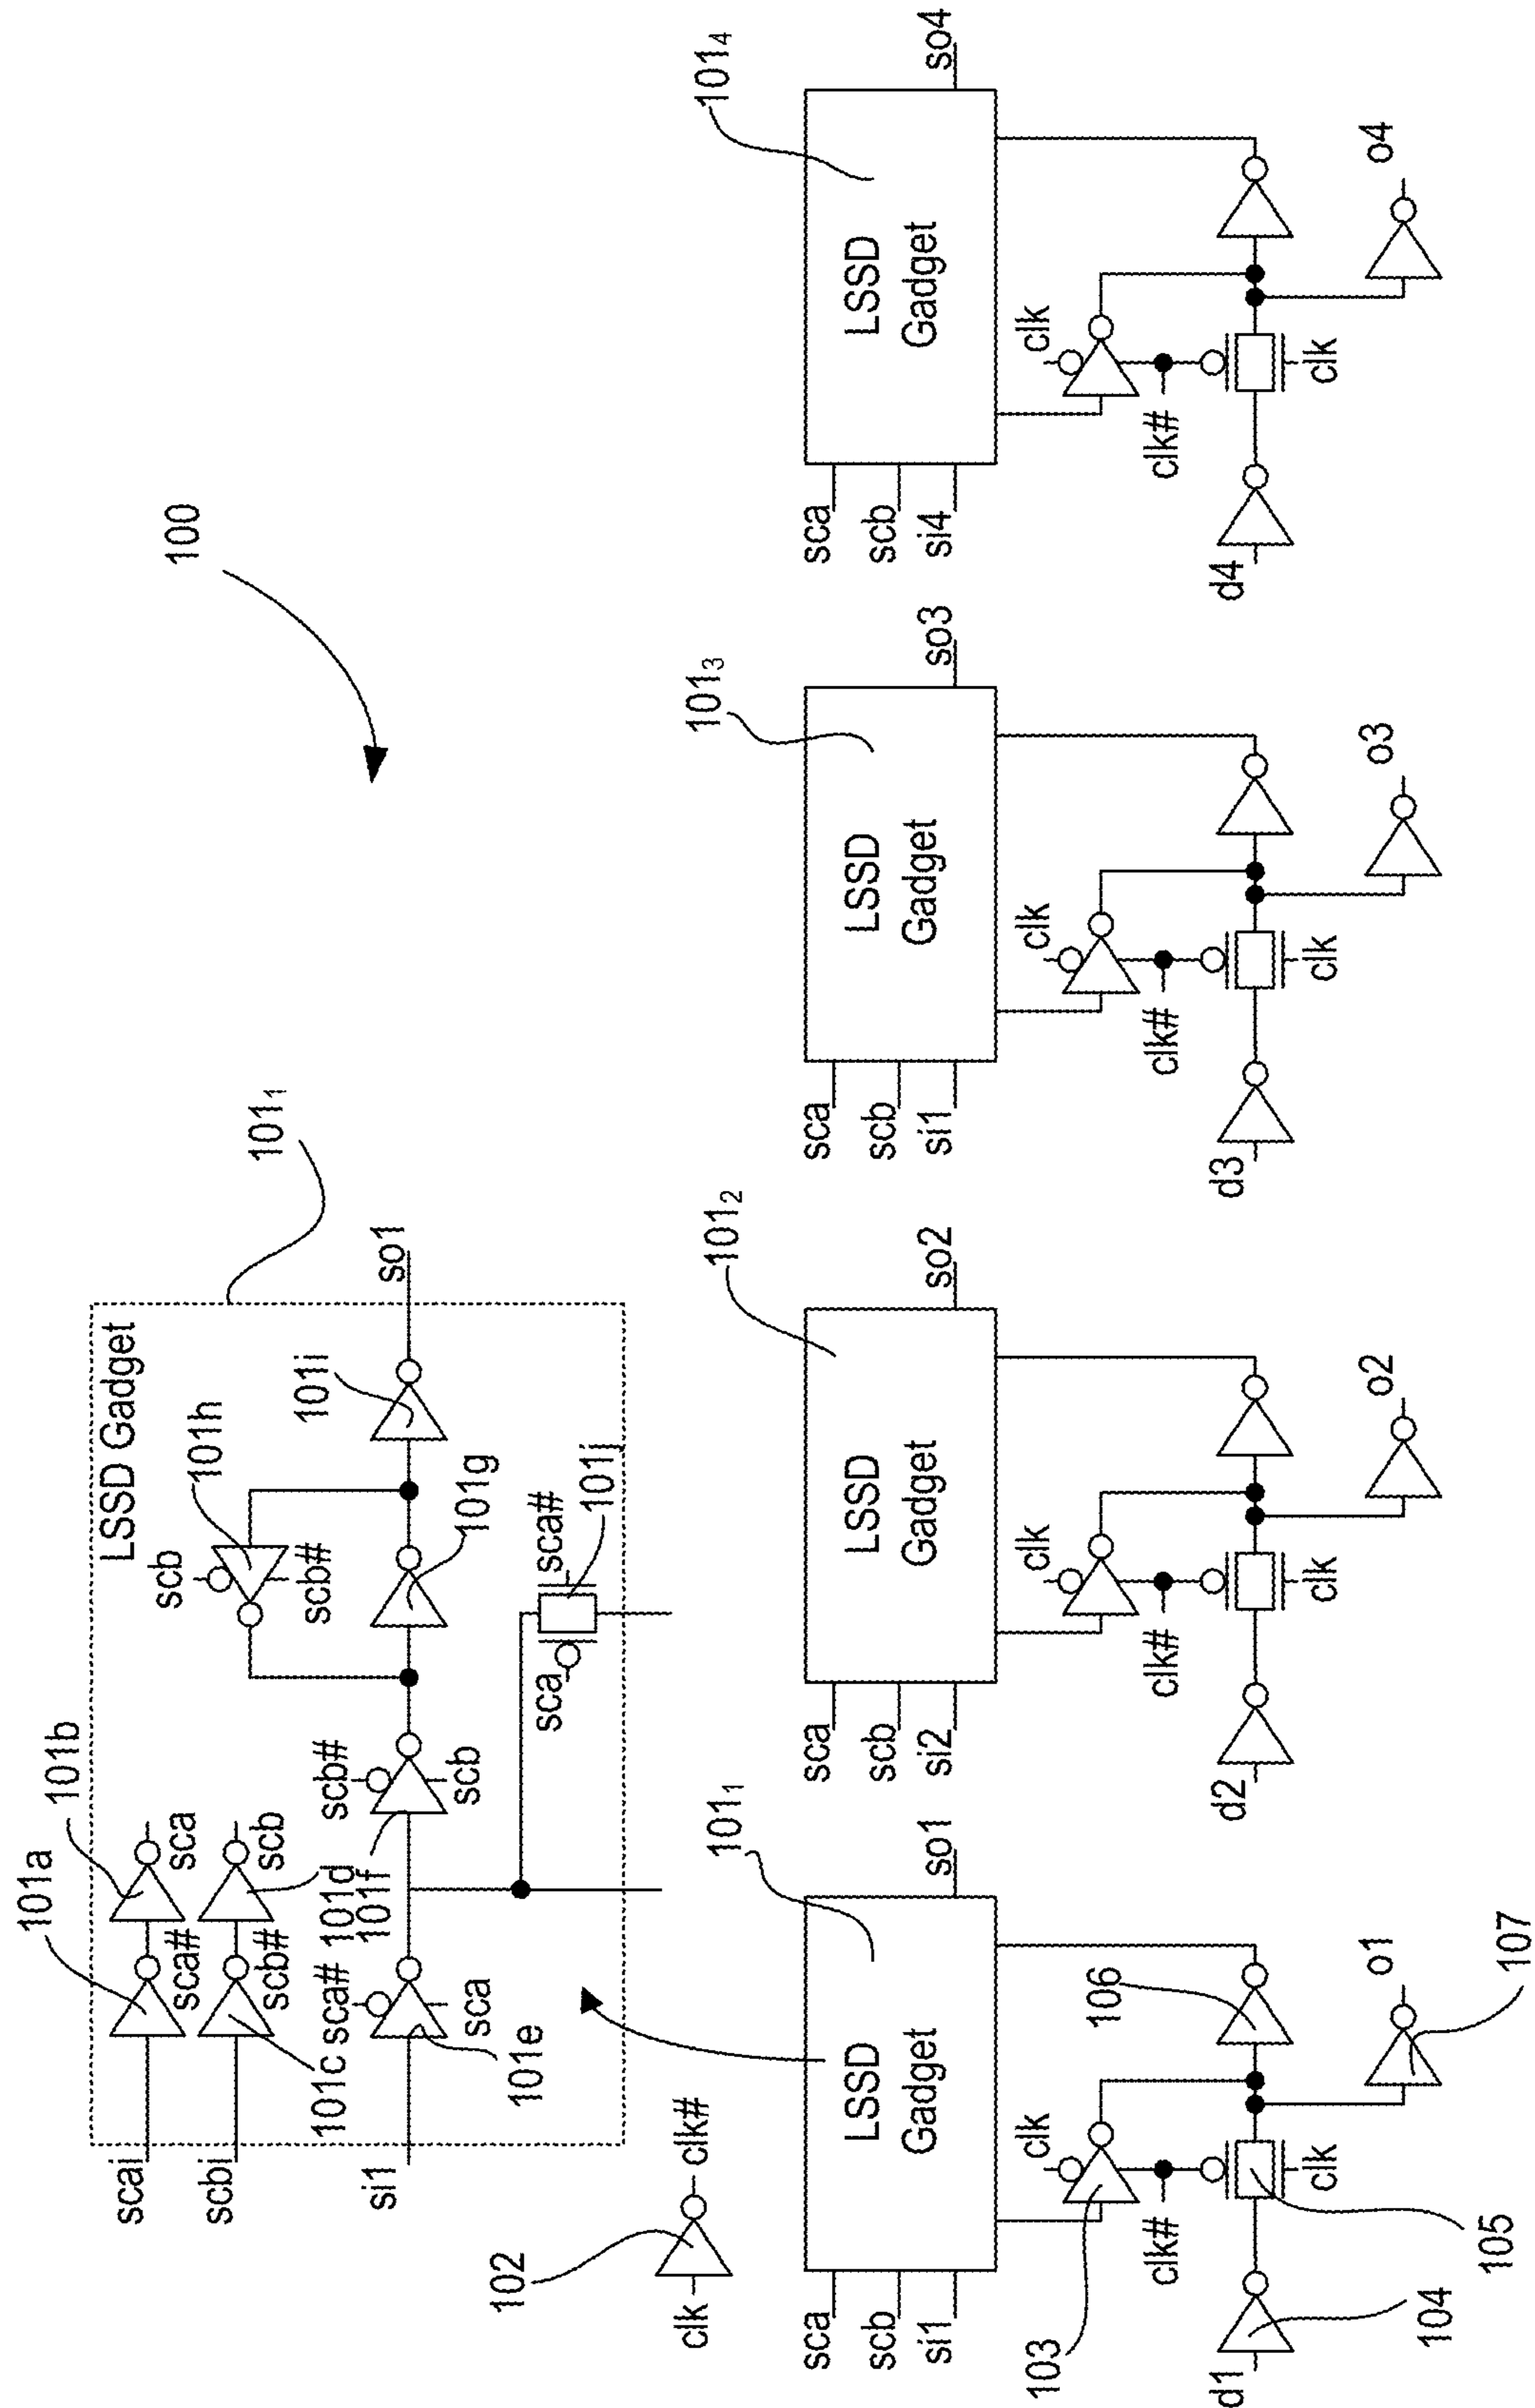 100
LSSD Gadget
101₁
scai
101a
sca#
101b
sca
scbi
101c
scb#
101d
scb
si1
sca#
101e
sca
101f
scb#
scb
scb
101h
scb#
101g
101i
so1
sca
sca#
101j
102
clk
clk#
101₁
LSSD
Gadget
sca
scb
si1
so1
clk
103
clk#
clk
105
d1
104
106
o1
107
101₂
LSSD
Gadget
sca
scb
si2
so2
clk
clk#
clk
d2
o2
101₃
LSSD
Gadget
sca
scb
si1
so3
clk
clk#
clk
d3
o3
101₄
LSSD
Gadget
sca
scb
si4
so4
clk
clk#
clk
d4
o4